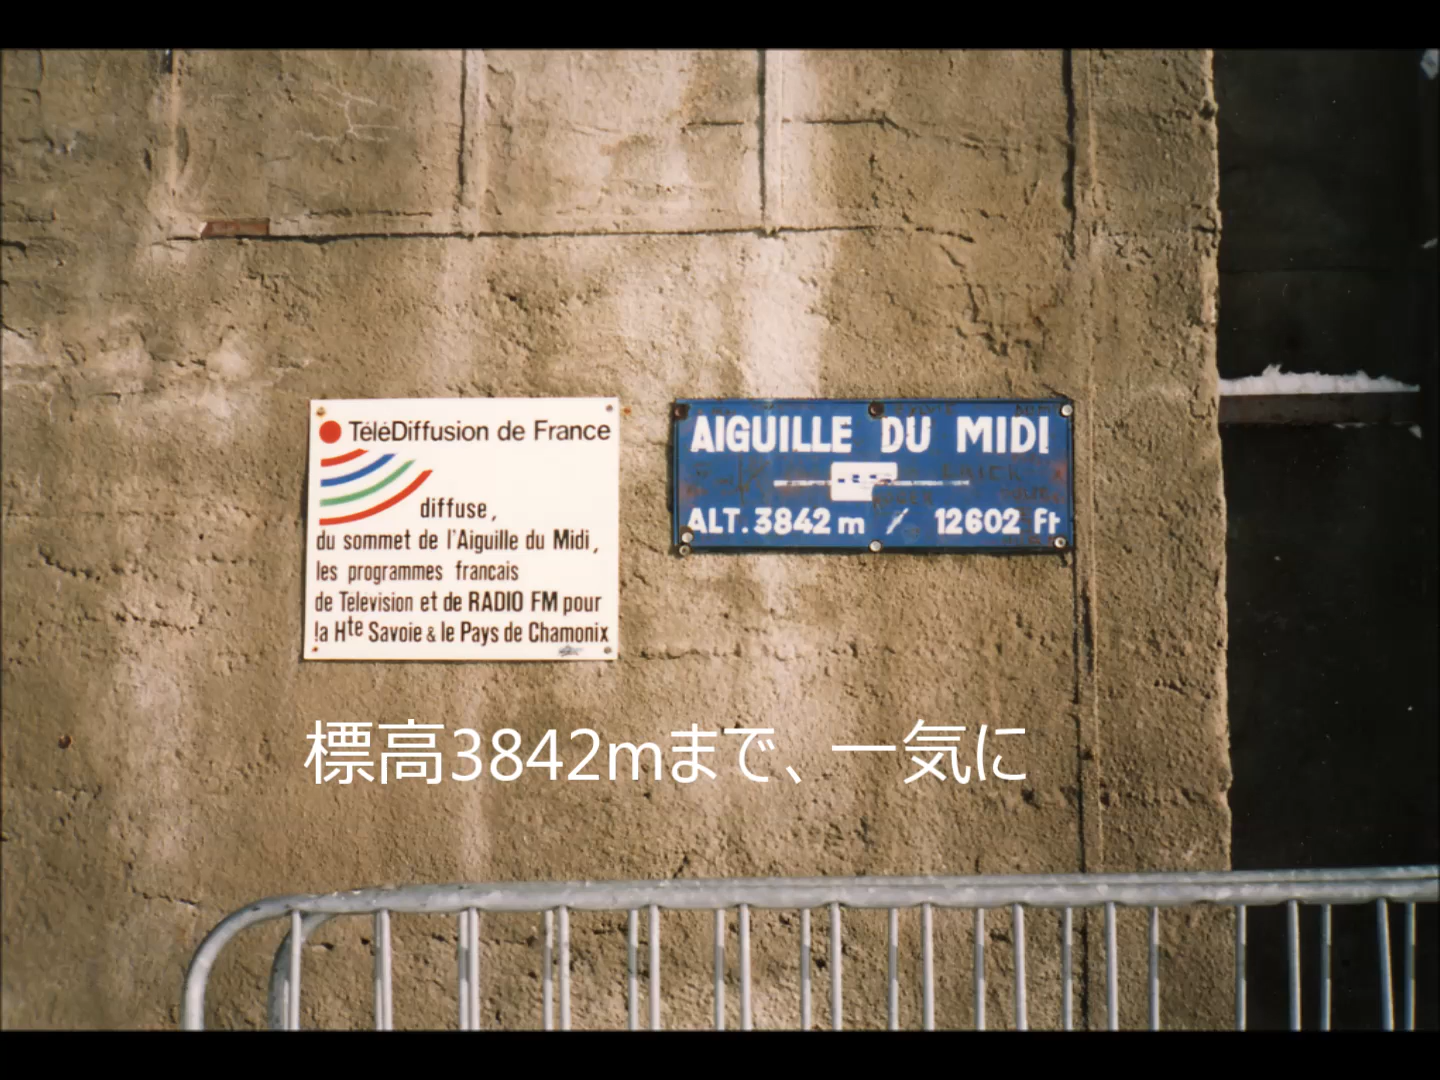 TéléDiffusion de France
diffuse,
du sommet de l'Aiguille du Midi,
les programmes francais
de Television et de RADIO FM pour
la Hte Savoie & le Pays de Chamonix
AIGUILLE DU MIDI
ALT. 3842 m / 12602 Ft
標高3842mまで、一気に